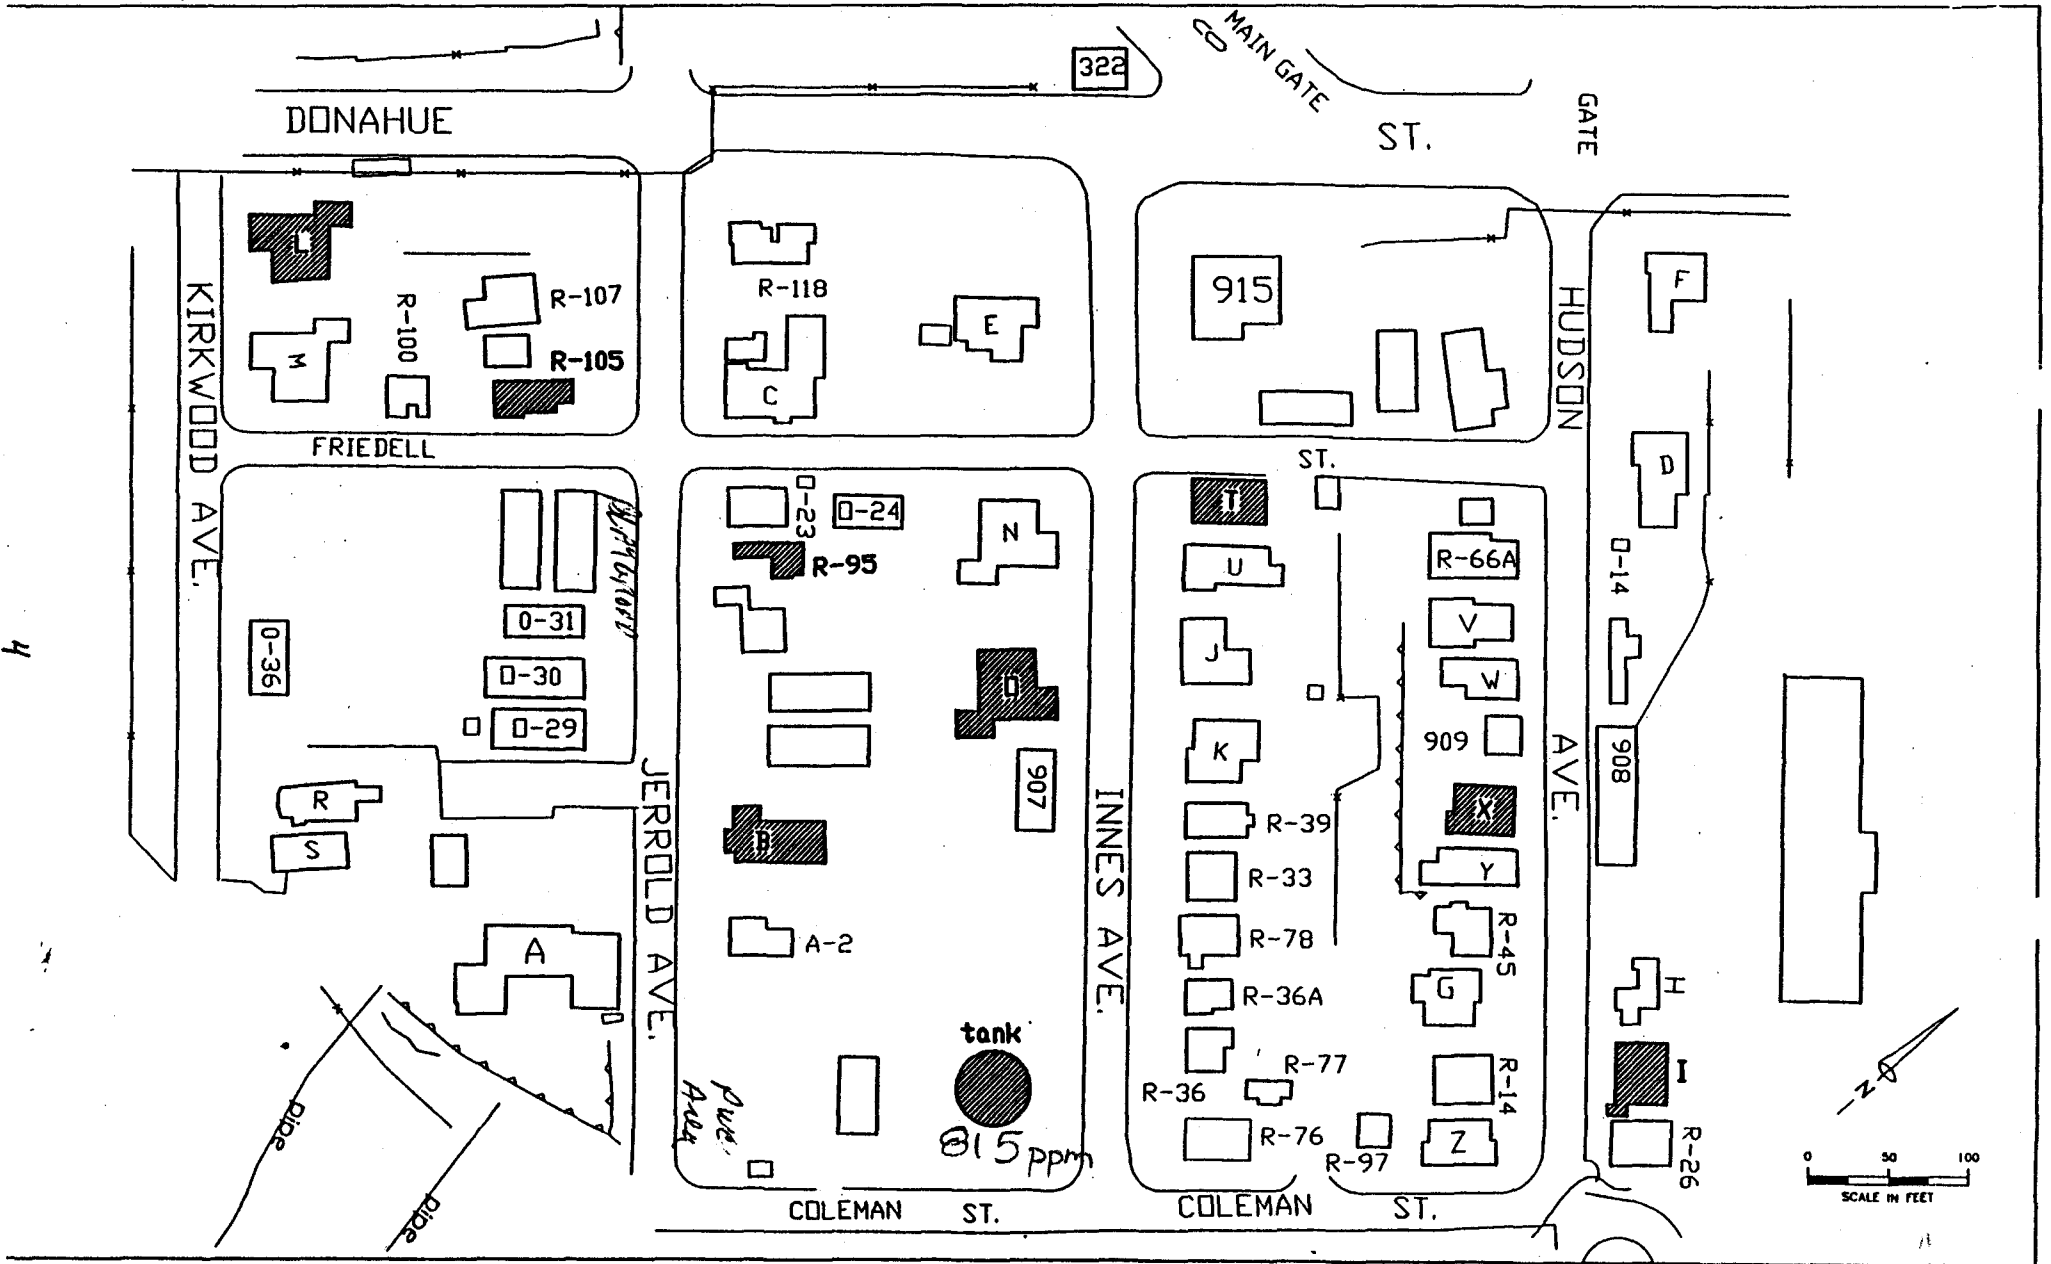 322
MAIN GATE
DONAHUE
ST.
GATE
L
R-107
R-118
915
F
KIRKWOOD AVE.
R-100
M
R-105
E
C
HUDSON
AVE.
FRIEDELL
ST.
D
O-23
O-24
T
N
R-95
U
R-66A
O-14
O-31
V
O-36
J
O-30
W
O
O-29
K
909
908
907
JERROLD AVE.
INNES AVE.
R
X
R-39
S
B
Y
R-33
A-2
R-78
R-45
A
H
G
R-36A
tank
R-77
I
R-36
R-14
Pipe
Area
815 ppm
R-76
Z
R-97
R-26
Pipe
N
0 50 100
SCALE IN FEET
COLEMAN
ST.
COLEMAN
ST.
4